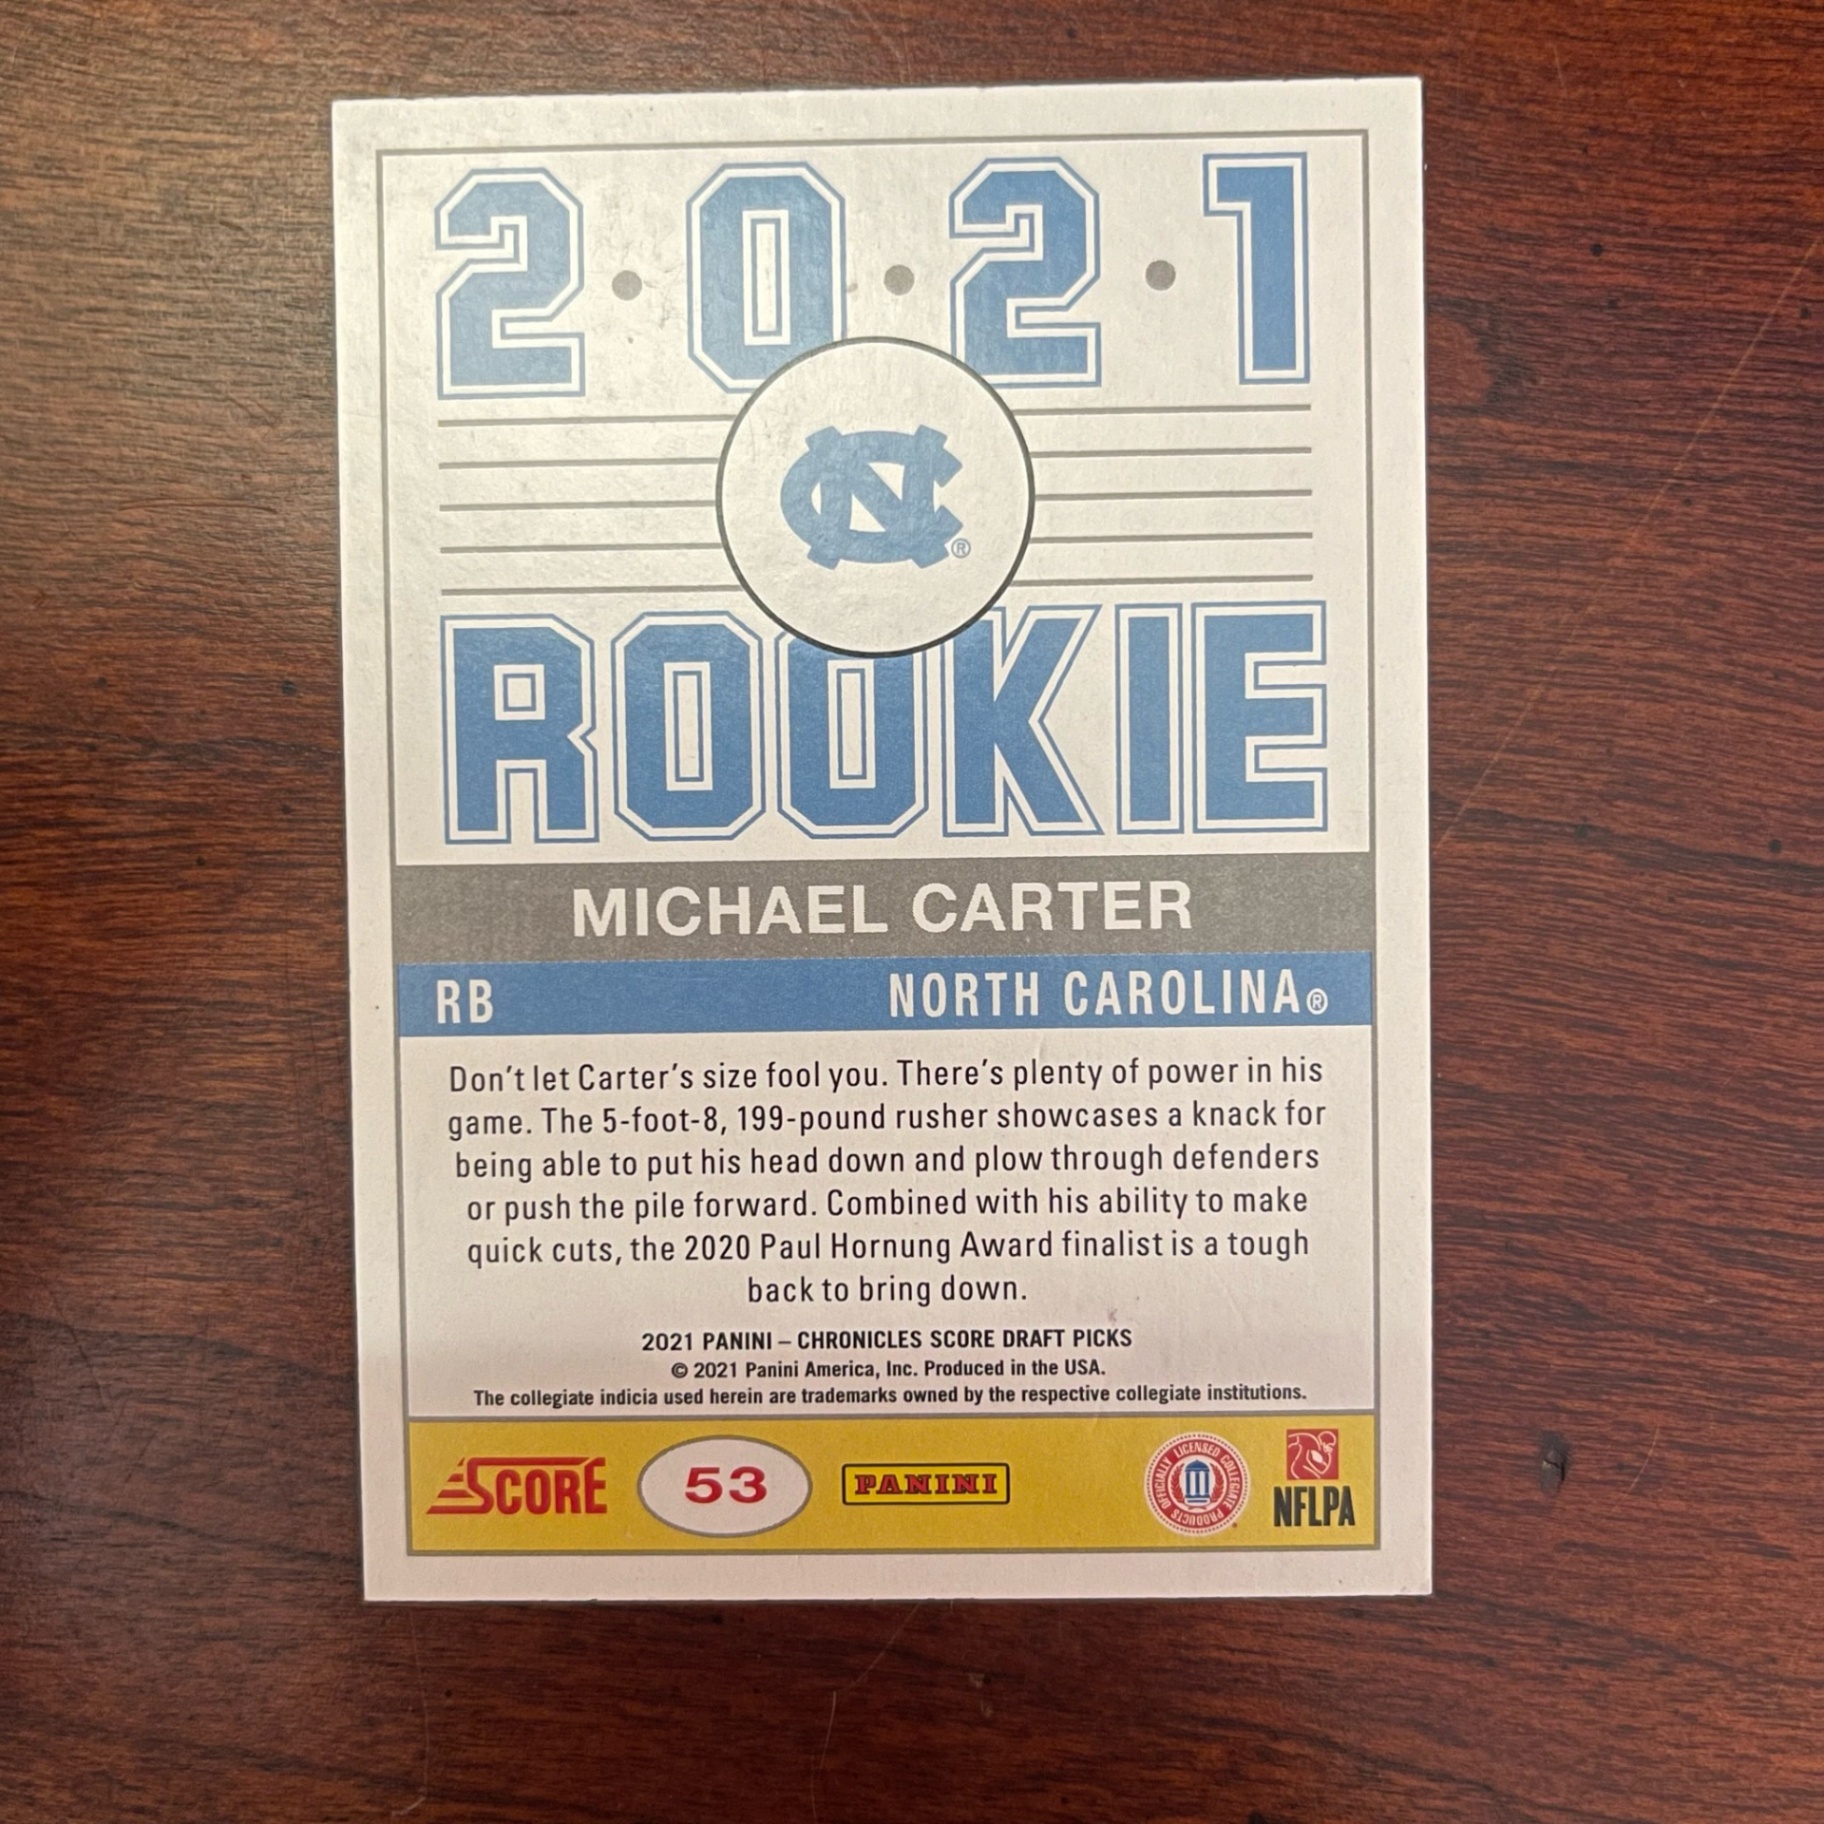 2•0•2•1
NC®
ROOKIE
MICHAEL CARTER
RB NORTH CAROLINA®
Don't let Carter's size fool you. There's plenty of power in his
game. The 5-foot-8, 199-pound rusher showcases a knack for
being able to put his head down and plow through defenders
or push the pile forward. Combined with his ability to make
quick cuts, the 2020 Paul Hornung Award finalist is a tough
back to bring down.
2021 PANINI – CHRONICLES SCORE DRAFT PICKS
© 2021 Panini America, Inc. Produced in the USA.
The collegiate indicia used herein are trademarks owned by the respective collegiate institutions.
SCORE 53 PANINI OFFICIALLY LICENSED COLLEGIATE PRODUCTS NFLPA